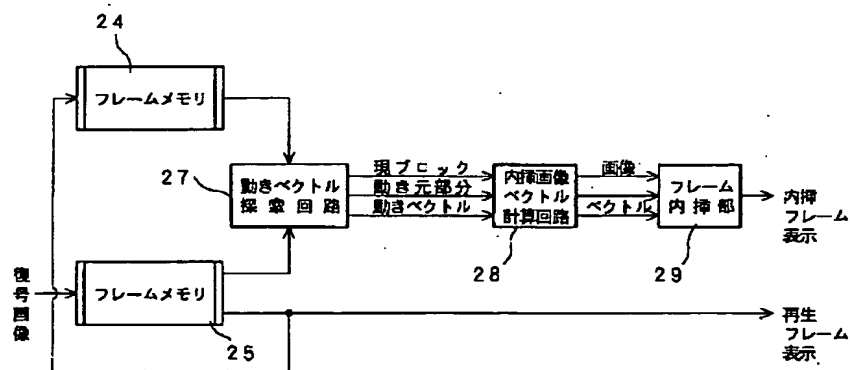 24
フレームメモリ
27
動きベクトル
探索回路
現ブロック
動き元部分
動きベクトル
内挿画像
ベクトル
計算回路
28
画像
ベクトル
フレーム
内挿部
29
内挿
フレーム
表示
復号画像
フレームメモリ
25
再生
フレーム
表示